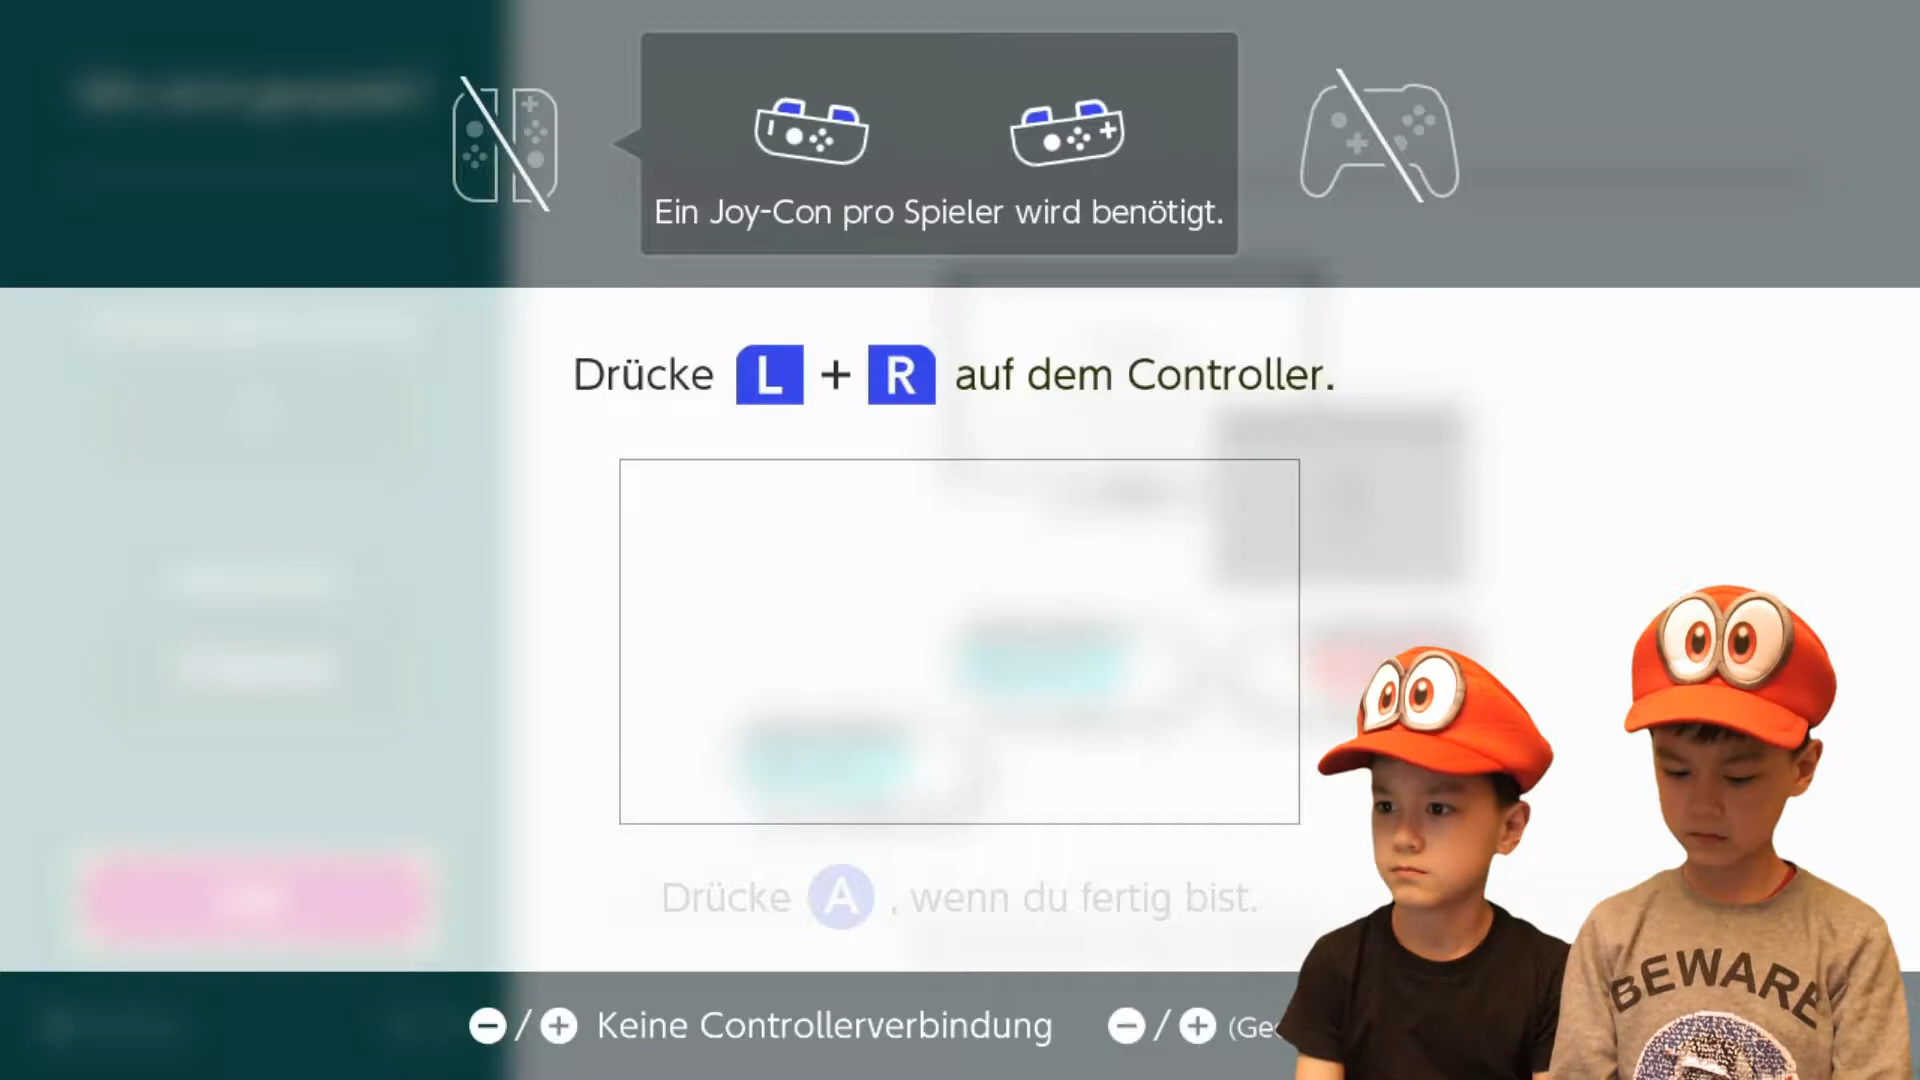 Ein Joy-Con pro Spieler wird benötigt.
Drücke L + R auf dem Controller.
Drücke A , wenn du fertig bist.
−/+ Keine Controllerverbindung −/+
BEWARE